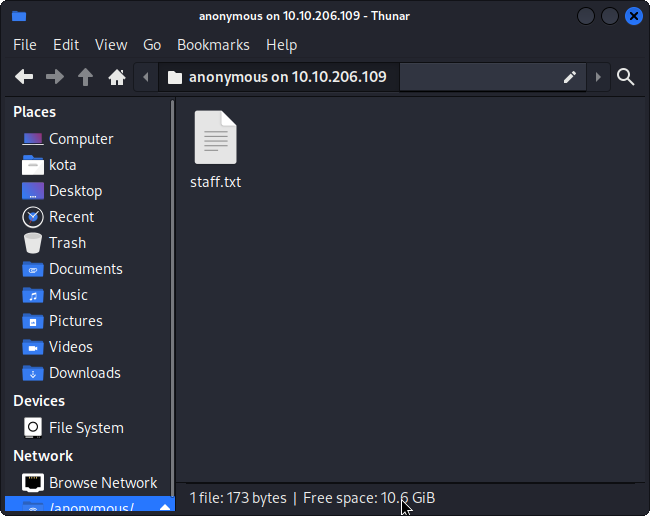 anonymous on 10.10.206.109 - Thunar
File Edit View Go Bookmarks Help
anonymous on 10.10.206.109
Places
Computer
kota
Desktop
Recent
Trash
Documents
Music
Pictures
Videos
Downloads
Devices
File System
Network
Browse Network
/anonymous/
staff.txt
1 file: 173 bytes | Free space: 10.6 GiB